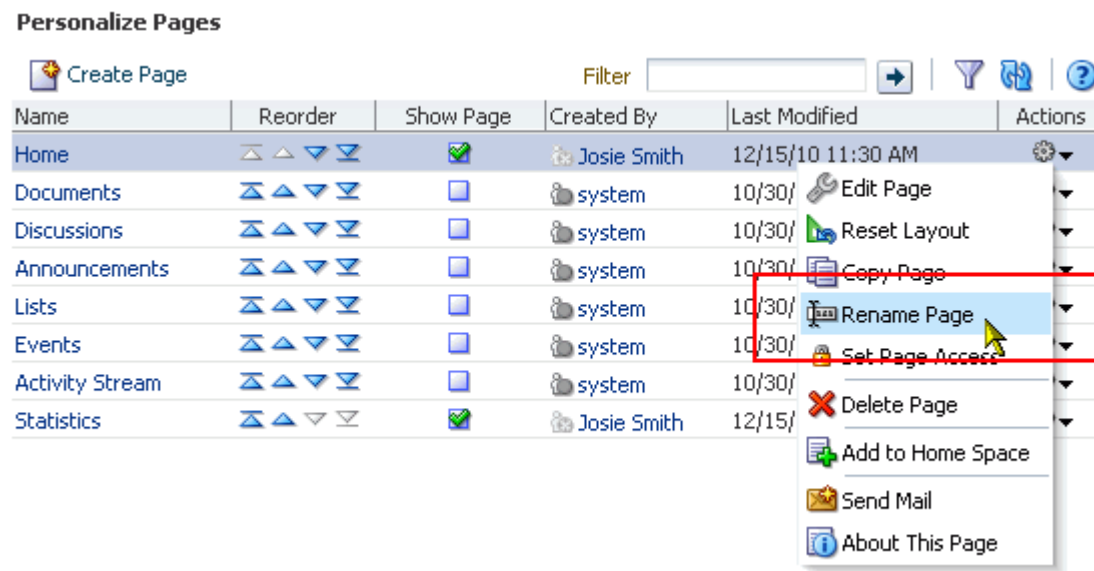 Personalize Pages
Create Page Filter
Name Reorder Show Page Created By Last Modified Actions
Home Josie Smith 12/15/10 11:30 AM
Documents system 10/30/
Edit Page
Discussions system 10/30/
Reset Layout
Announcements system 10/30/
Copy Page
Lists system 10/30/
Rename Page
Events system 10/30/
Set Page Access
Activity Stream system 10/30/
Delete Page
Statistics Josie Smith 12/15/
Add to Home Space
Send Mail
About This Page